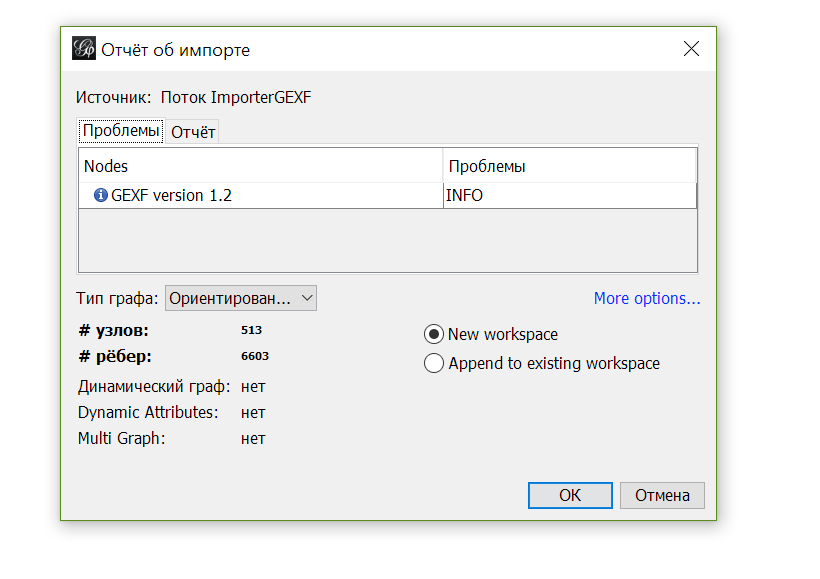 Отчёт об импорте
Источник: Поток ImporterGEXF
Проблемы Отчёт
Nodes Проблемы
GEXF version 1.2 INFO
Тип графа: Ориентирован... More options...
# узлов: 513 New workspace
# рёбер: 6603 Append to existing workspace
Динамический граф: нет
Dynamic Attributes: нет
Multi Graph: нет
OK Отмена